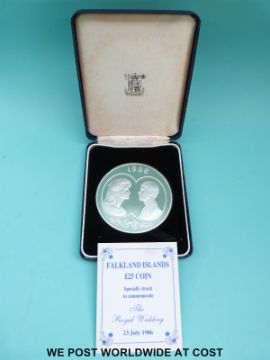 1986
FALKLAND ISLANDS
£25 COIN
Specially struck
to commemorate
The
Royal Wedding
23 July 1986
WE POST WORLDWIDE AT COST